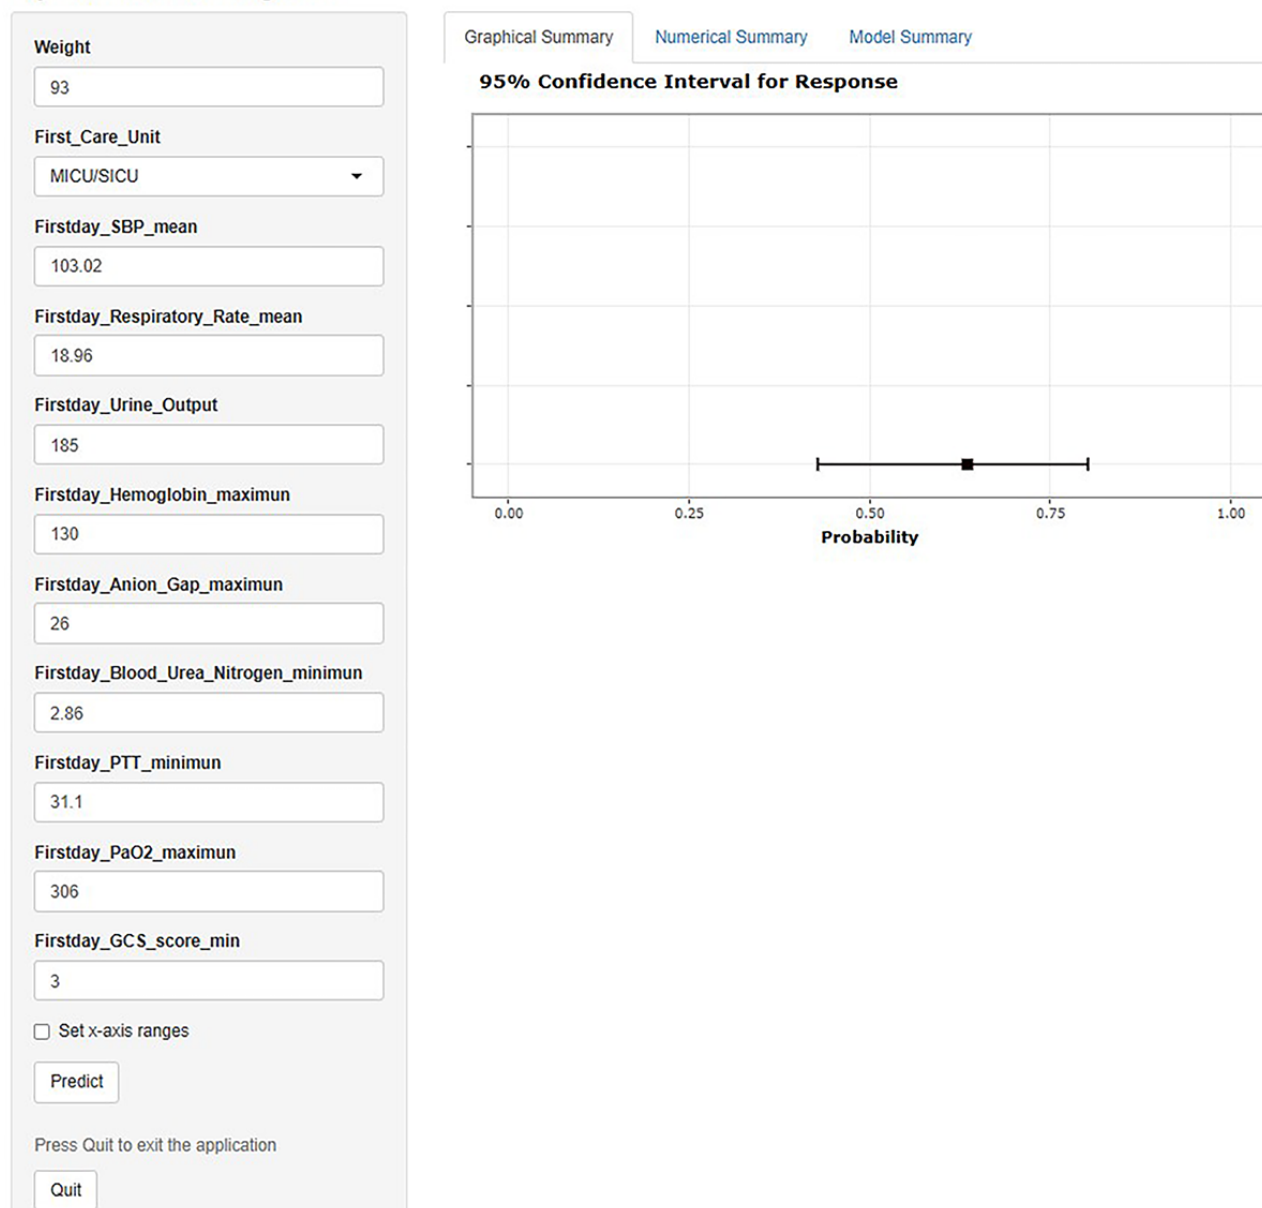 Weight
93
First_Care_Unit
MICU/SICU
Firstday_SBP_mean
103.02
Firstday_Respiratory_Rate_mean
18.96
Firstday_Urine_Output
185
Firstday_Hemoglobin_maximun
130
Firstday_Anion_Gap_maximun
26
Firstday_Blood_Urea_Nitrogen_minimun
2.86
Firstday_PTT_minimun
31.1
Firstday_PaO2_maximun
306
Firstday_GCS_score_min
3
Set x-axis ranges
Predict
Press Quit to exit the application
Quit
Graphical Summary Numerical Summary Model Summary
95% Confidence Interval for Response
0.00 0.25 0.50 0.75 1.00
Probability